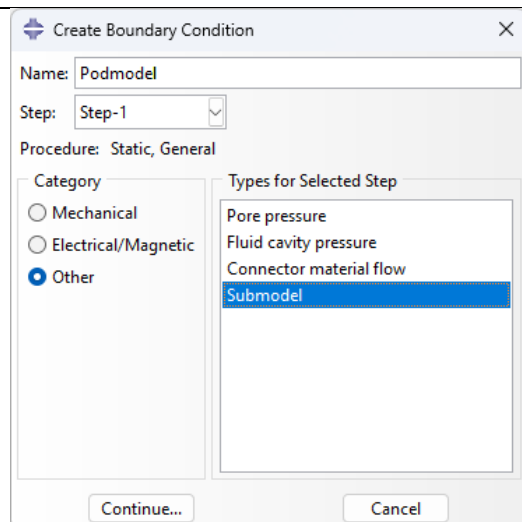 Create Boundary Condition
Name: Podmodel
Step: Step-1
Procedure: Static, General
Category
Mechanical
Electrical/Magnetic
Other
Types for Selected Step
Pore pressure
Fluid cavity pressure
Connector material flow
Submodel
Continue...
Cancel